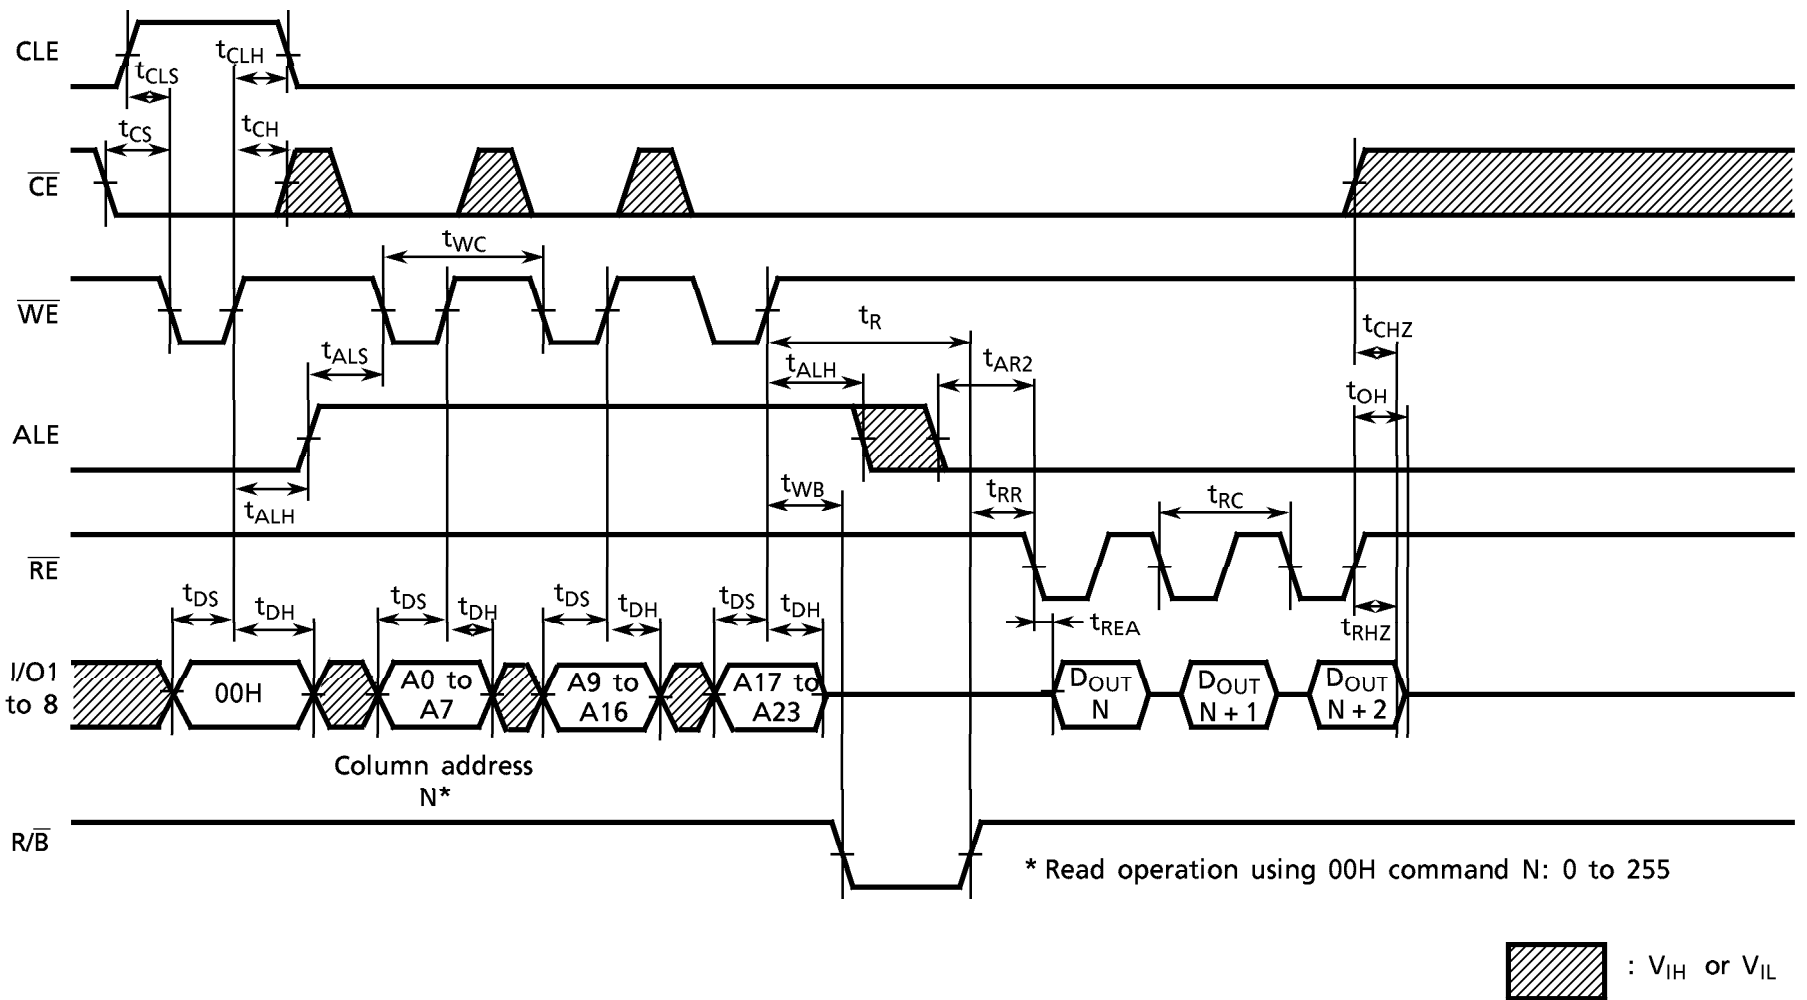 CLE
tCLH
tCLS
tCS
tCH
CE
tWC
WE
tR
tCHZ
tALS
tALH
tAR2
tOH
ALE
tWB
tRR
tRC
tALH
RE
tDS
tDH
tDS
tDH
tDS
tDH
tDS
tDH
tREA
tRHZ
I/O1
to 8
00H
A0 to
A7
A9 to
A16
A17 to
A23
DOUT
N
DOUT
N + 1
DOUT
N + 2
Column address
N*
R/B
* Read operation using 00H command N: 0 to 255
: VIH or VIL